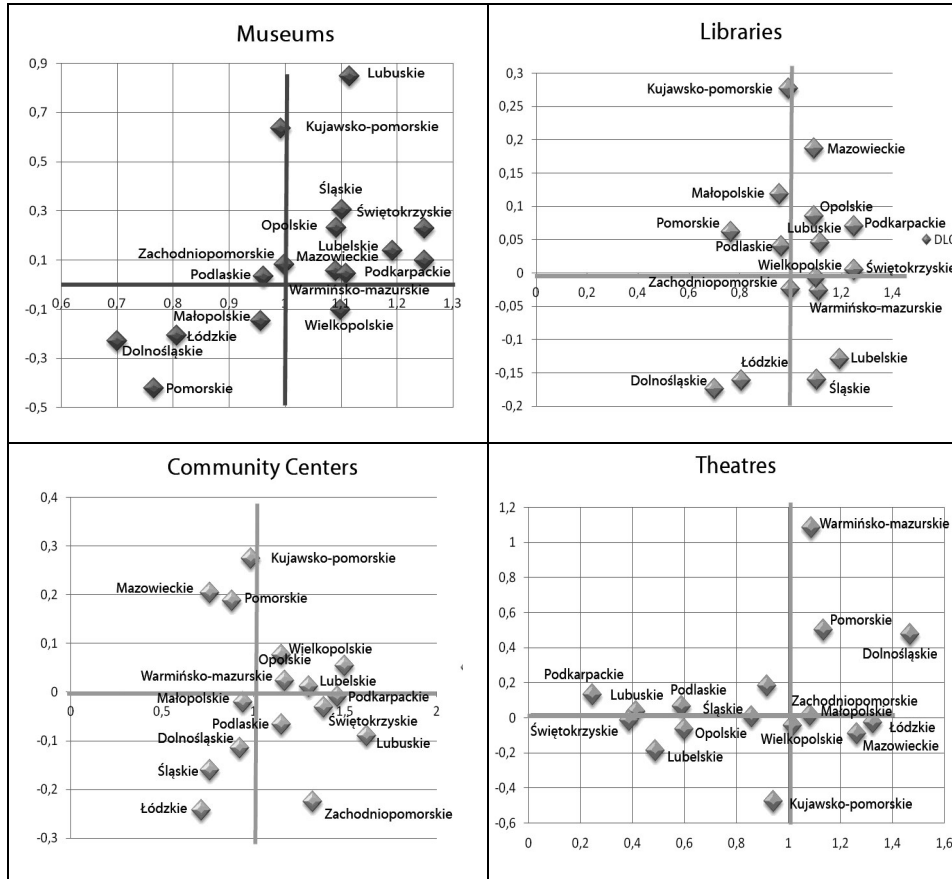 Museums
0,9
Lubuskie
0,7
Kujawsko-pomorskie
0,5
Śląskie
0,3
Świętokrzyskie
Opolskie
Lubelskie
Zachodniopomorskie
Mazowieckie
0,1
Podlaskie
Podkarpackie
0,6 0,7 0,8 0,9 1 1,1 1,2 1,3
Warmińsko-mazurskie
-0,1
Małopolskie
Wielkopolskie
Łódzkie
-0,3
Dolnośląskie
Pomorskie
-0,5
Libraries
0,3
Kujawsko-pomorskie
0,25
0,2
Mazowieckie
0,15
Małopolskie
0,1
Opolskie
Pomorskie
Podkarpackie
Lubuskie
0,05
Podlaskie
DLC
Wielkopolskie
Świętokrzyskie
0
Zachodniopomorskie
0 0,2 0,4 0,6 0,8 1 1,2 1,4
-0,05
Warmińsko-mazurskie
-0,1
Łódzkie
Lubelskie
-0,15
Dolnośląskie
Śląskie
-0,2
Community Centers
0,4
0,3
Kujawsko-pomorskie
Mazowieckie
0,2
Pomorskie
0,1
Wielkopolskie
Opolskie
Warmińsko-mazurskie
Lubelskie
0
Małopolskie
Podkarpackie
0 0,5 1 1,5 2
Podlaskie
Świętokrzyskie
-0,1
Dolnośląskie
Lubuskie
Śląskie
-0,2
Łódzkie
Zachodniopomorskie
-0,3
Theatres
1,2
Warmińsko-mazurskie
1
0,8
0,6
Pomorskie
0,4
Dolnośląskie
Podkarpackie
0,2
Lubuskie
Podlaskie
Zachodniopomorskie
Śląskie
Małopolskie
0
Świętokrzyskie
Opolskie
Wielkopolskie
Łódzkie
Mazowieckie
-0,2
Lubelskie
-0,4
Kujawsko-pomorskie
-0,6
0 0,2 0,4 0,6 0,8 1 1,2 1,4 1,6